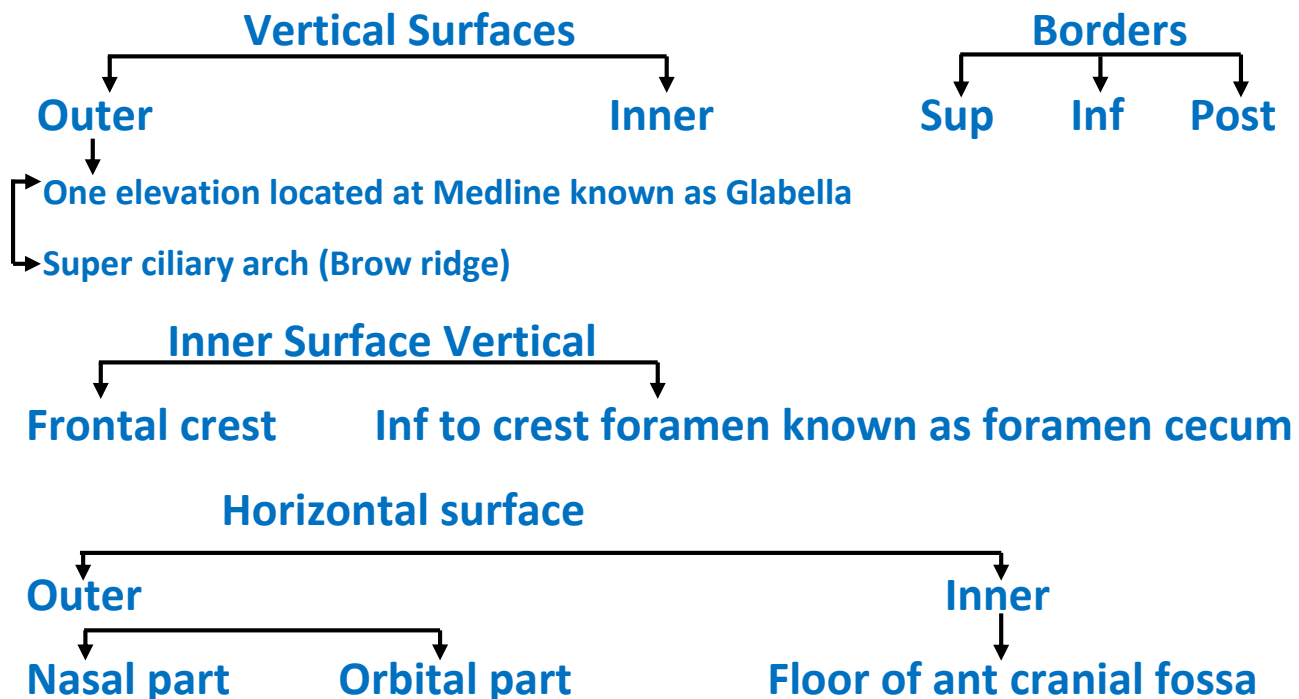 Vertical Surfaces
Borders
Outer
Inner
Sup
Inf
Post
One elevation located at Medline known as Glabella
Super ciliary arch (Brow ridge)
Inner Surface Vertical
Frontal crest
Inf to crest foramen known as foramen cecum
Horizontal surface
Outer
Inner
Nasal part
Orbital part
Floor of ant cranial fossa